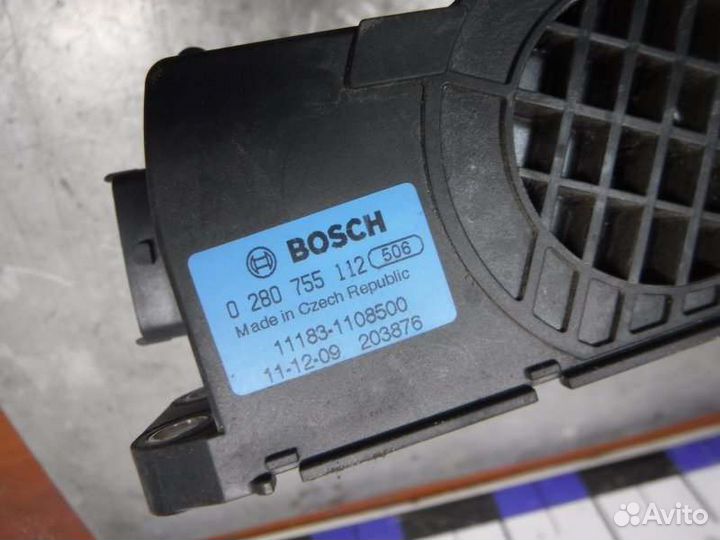 BOSCH
0 280 755 112 506
Made in Czech Republic
11183-1108500
11-12-09 203876
Avito